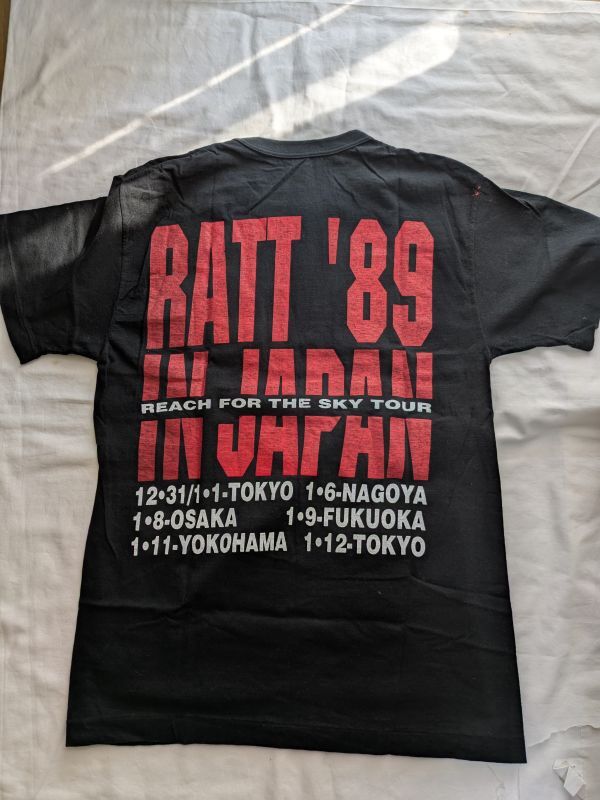 RATT '89
IN JAPAN
REACH FOR THE SKY TOUR
12•31/1•1-TOKYO 1•6-NAGOYA
1•8-OSAKA 1•9-FUKUOKA
1•11-YOKOHAMA 1•12-TOKYO